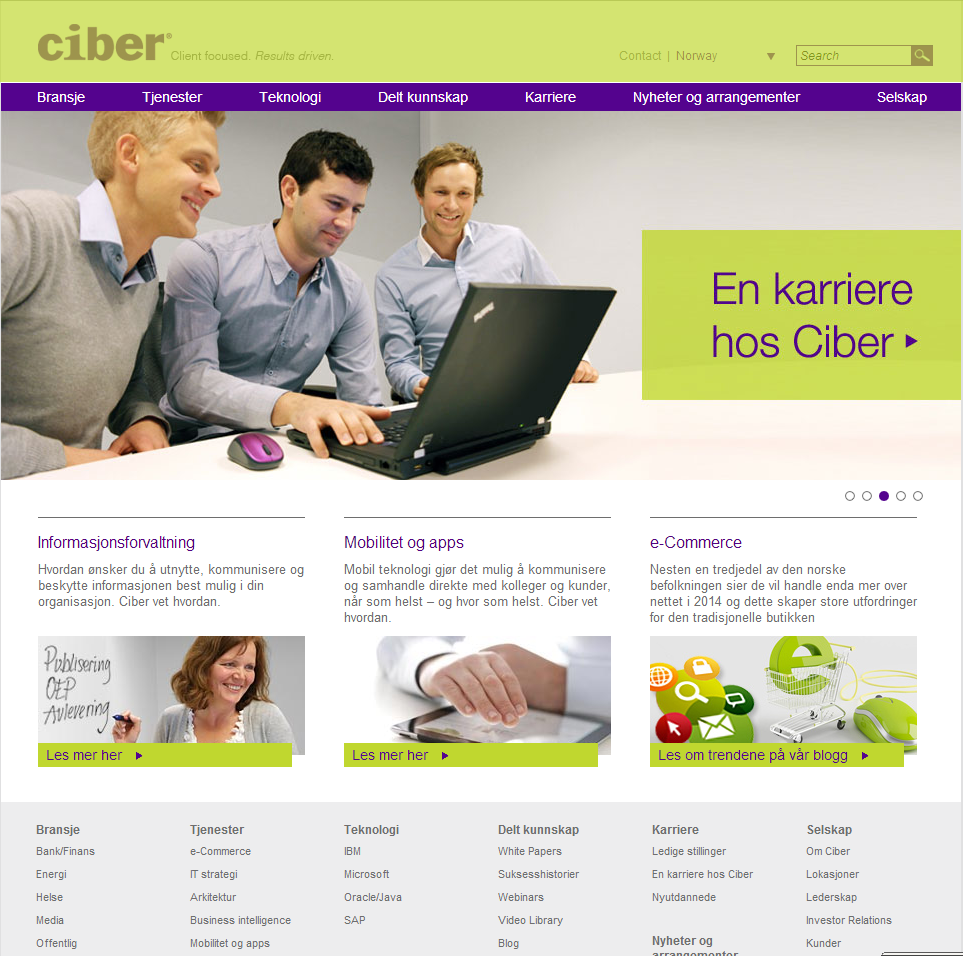 ciber®
Client focused. Results driven.
Contact | Norway
Search
Bransje Tjenester Teknologi Delt kunnskap Karriere Nyheter og arrangementer Selskap
En karriere
hos Ciber
Informasjonsforvaltning
Hvordan ønsker du å utnytte, kommunisere og
beskytte informasjonen best mulig i din
organisasjon. Ciber vet hvordan.
Publisering
OtP
Avlevering
Les mer her
Mobilitet og apps
Mobil teknologi gjør det mulig å kommunisere
og samhandle direkte med kolleger og kunder,
når som helst – og hvor som helst. Ciber vet
hvordan.
Les mer her
e-Commerce
Nesten en tredjedel av den norske
befolkningen sier de vil handle enda mer over
nettet i 2014 og dette skaper store utfordringer
for den tradisjonelle butikken
Les om trendene på vår blogg
Bransje
Bank/Finans
Energi
Helse
Media
Offentlig
Tjenester
e-Commerce
IT strategi
Arkitektur
Business intelligence
Mobilitet og apps
Teknologi
IBM
Microsoft
Oracle/Java
SAP
Delt kunnskap
White Papers
Suksesshistorier
Webinars
Video Library
Blog
Karriere
Ledige stillinger
En karriere hos Ciber
Nyutdannede
Nyheter og
arrangementer
Selskap
Om Ciber
Lokasjoner
Lederskap
Investor Relations
Kunder